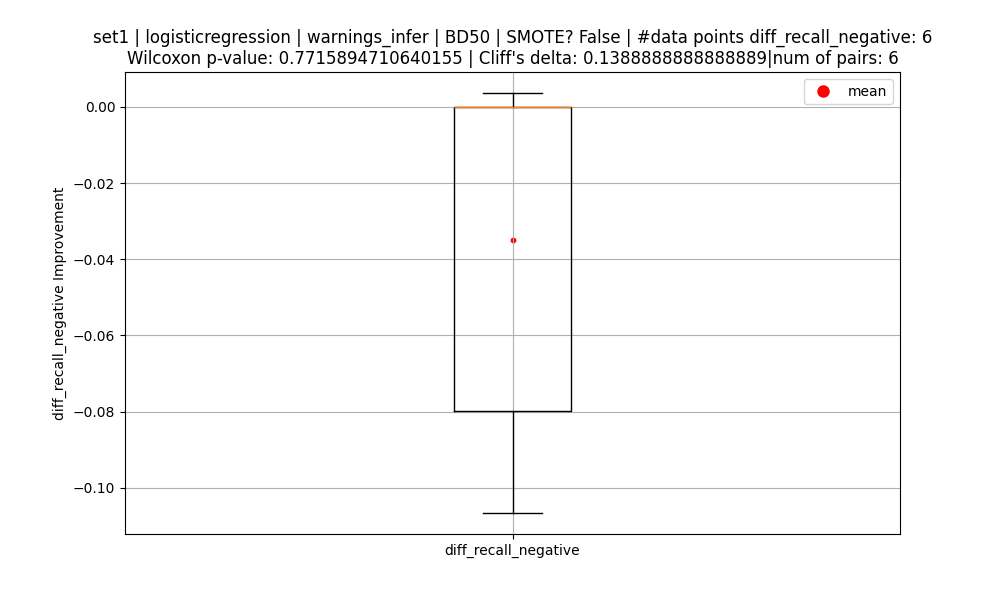 set1 | logisticregression | warnings_infer | BD50 | SMOTE? False | #data points diff_recall_negative: 6
Wilcoxon p-value: 0.7715894710640155 | Cliff's delta: 0.1388888888888889|num of pairs: 6
mean
0.00
−0.02
−0.04
−0.06
−0.08
−0.10
diff_recall_negative Improvement
diff_recall_negative